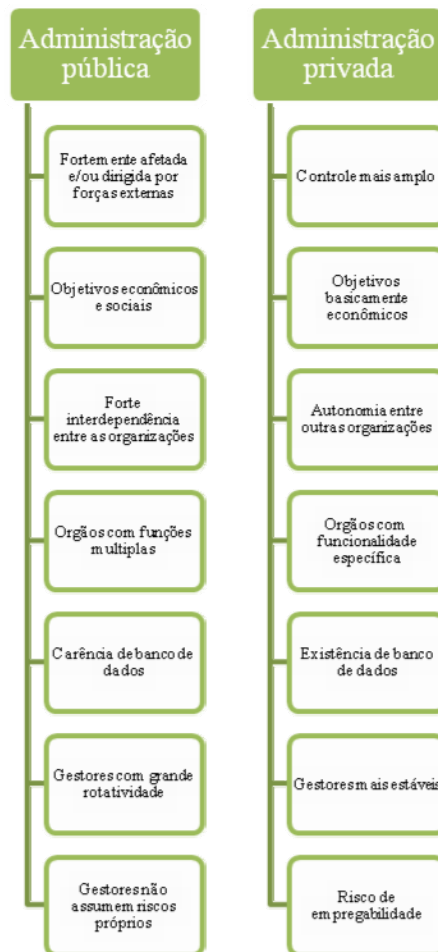 Administração
pública
Fortemente afetada
e/ou dirigida por
forças externas
Objetivos econômicos
e sociais
Forte
interdependência
entre as organizações
Orgãos com funções
multiplas
Carência de banco de
dados
Gestores com grande
rotatividade
Gestores não
assumem riscos
próprios
Administração
privada
Controle mais amplo
Objetivos
basicamente
econômicos
Autonomia entre
outras organizações
Orgãos com
funcionalidade
específica
Existência de banco
de dados
Gestores mais estáveis
Risco de
empregabilidade